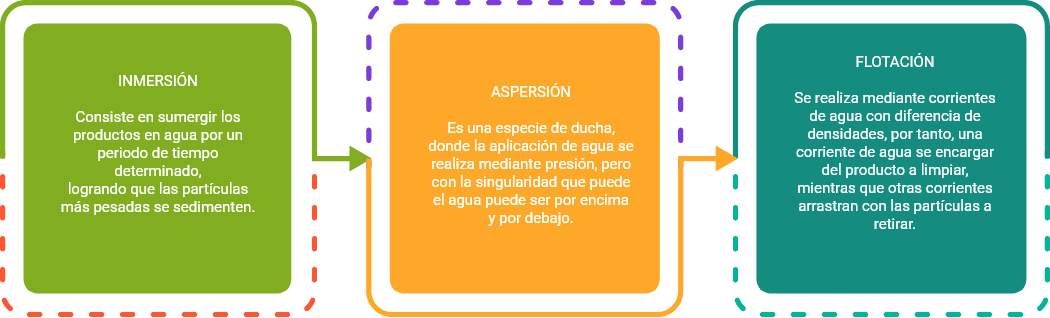 INMERSIÓN
Consiste en sumergir los
productos en agua por un
periodo de tiempo
determinado,
logrando que las partículas
más pesadas se sedimenten.
ASPERSIÓN
Es una especie de ducha,
donde la aplicación de agua se
realiza mediante presión, pero
con la singularidad que puede
el agua puede ser por encima
y por debajo.
FLOTACIÓN
Se realiza mediante corrientes
de agua con diferencia de
densidades, por tanto, una
corriente de agua se encargar
del producto a limpiar,
mientras que otras corrientes
arrastran con las partículas a
retirar.